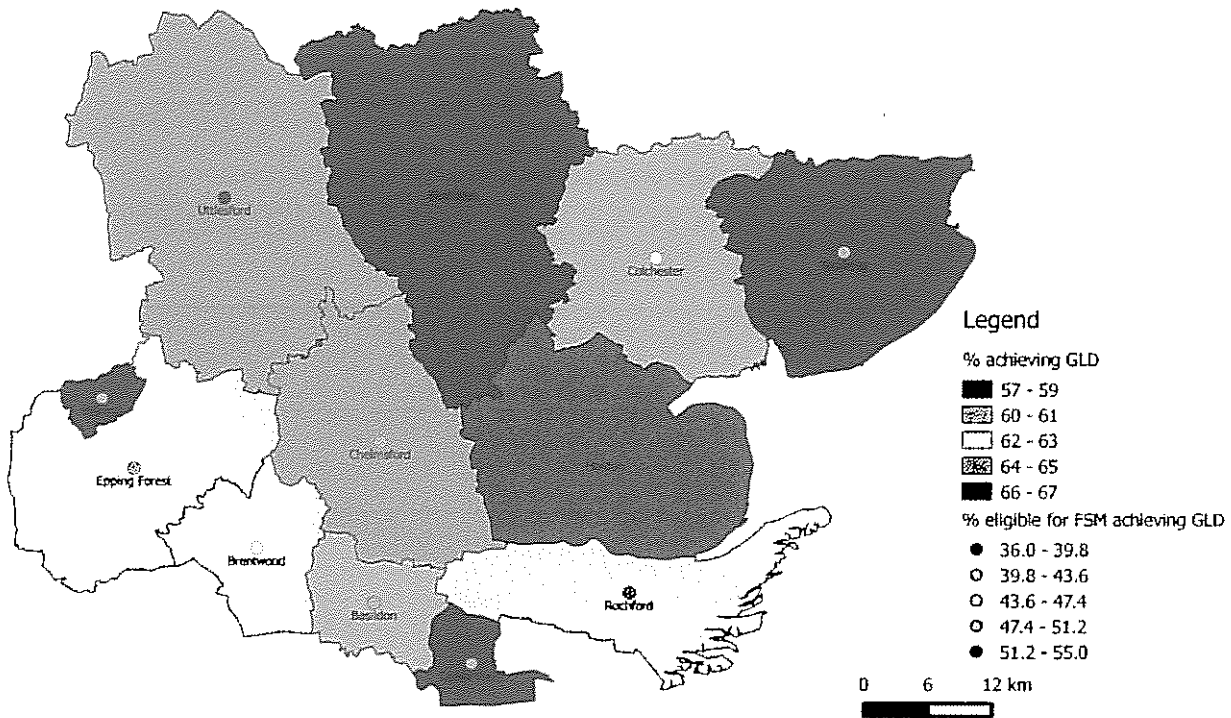 Uttlesford
Colchester
Chelmsford
Epping Forest
Brentwood
Basildon
Rochford
Legend
% achieving GLD
57 - 59
60 - 61
62 - 63
64 - 65
66 - 67
% eligible for FSM achieving GLD
36.0 - 39.8
39.8 - 43.6
43.6 - 47.4
47.4 - 51.2
51.2 - 55.0
0 6 12 km